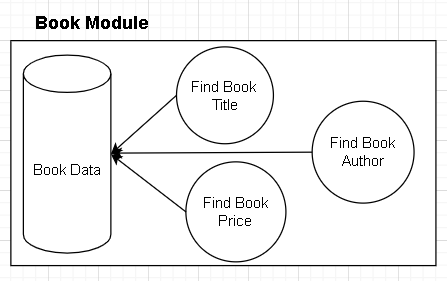 Book Module
Find Book
Title
Find Book
Author
Book Data
Find Book
Price